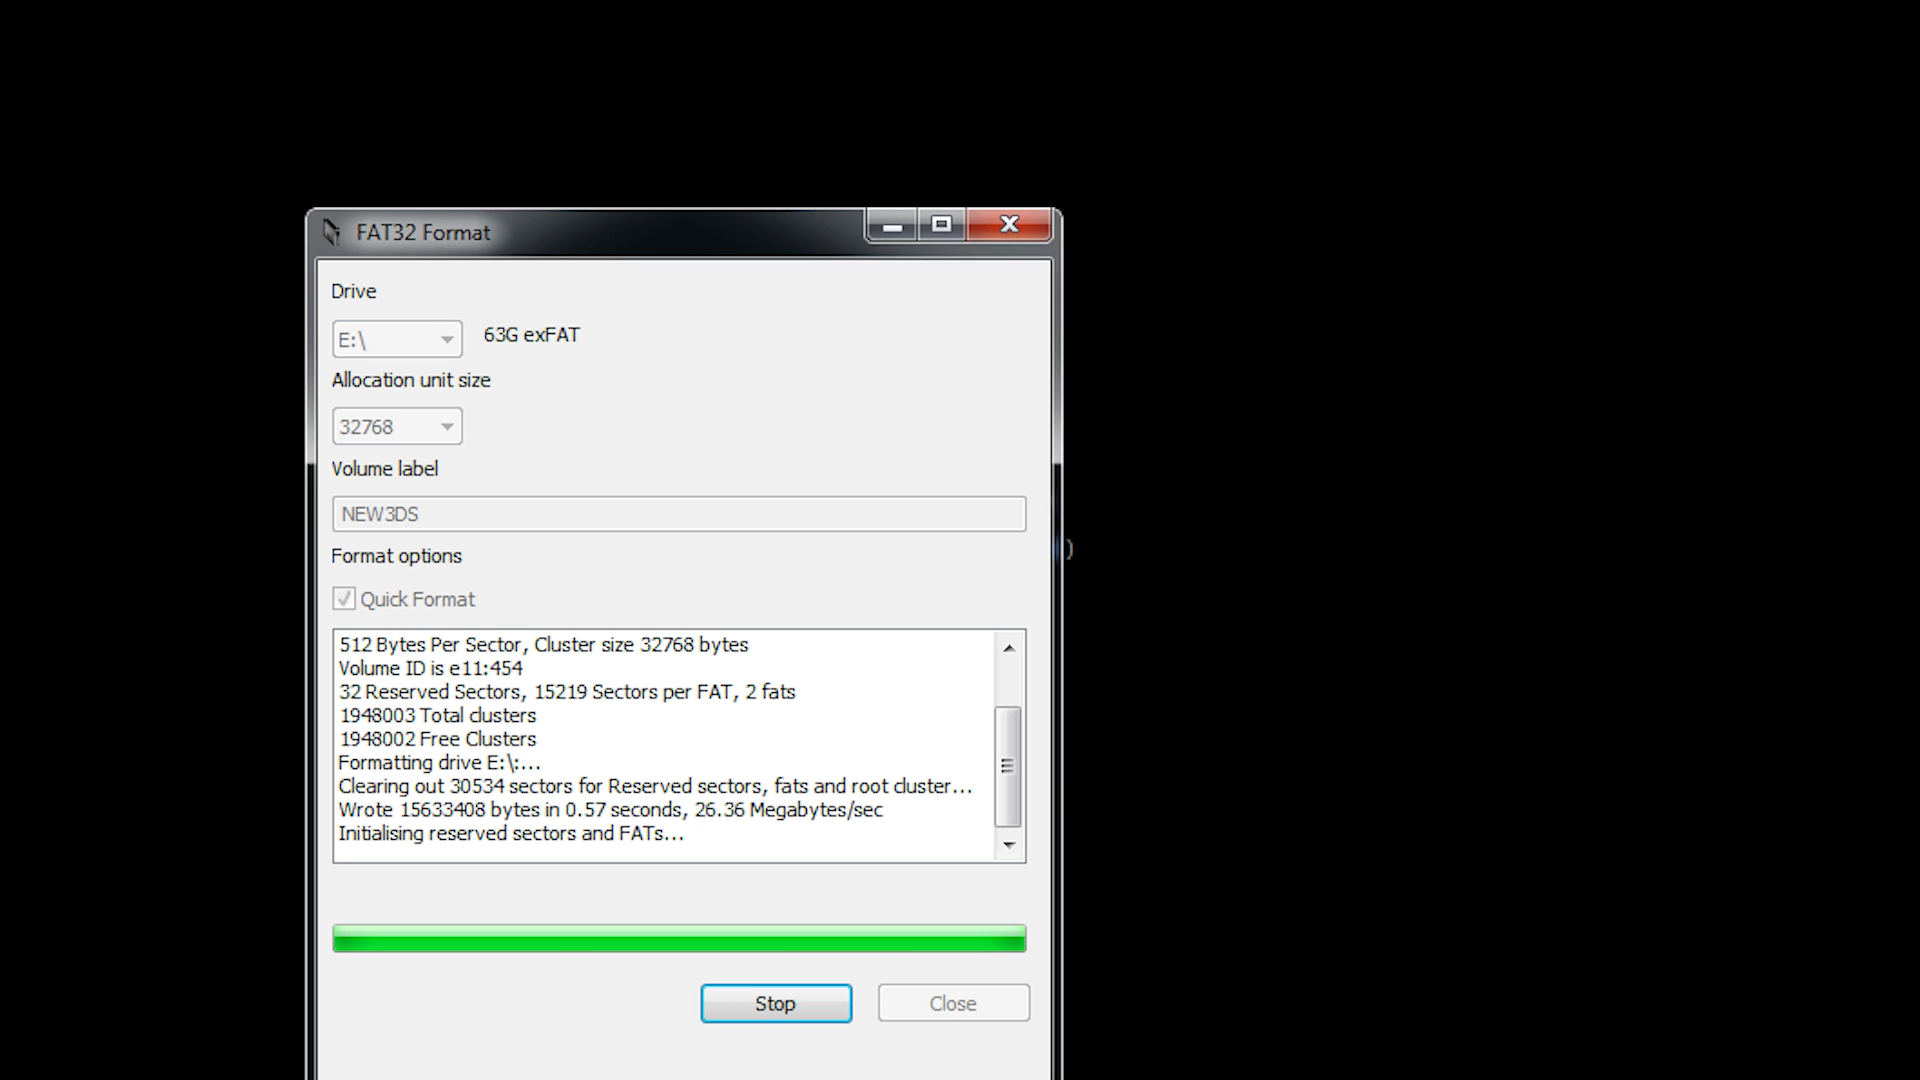 FAT32 Format
Drive
E:\ 63G exFAT
Allocation unit size
32768
Volume label
NEW3DS
)
Format options
Quick Format
512 Bytes Per Sector, Cluster size 32768 bytes
Volume ID is e11:454
32 Reserved Sectors, 15219 Sectors per FAT, 2 fats
1948003 Total clusters
1948002 Free Clusters
Formatting drive E:\:...
Clearing out 30534 sectors for Reserved sectors, fats and root cluster...
Wrote 15633408 bytes in 0.57 seconds, 26.36 Megabytes/sec
Initialising reserved sectors and FATs...
Stop Close